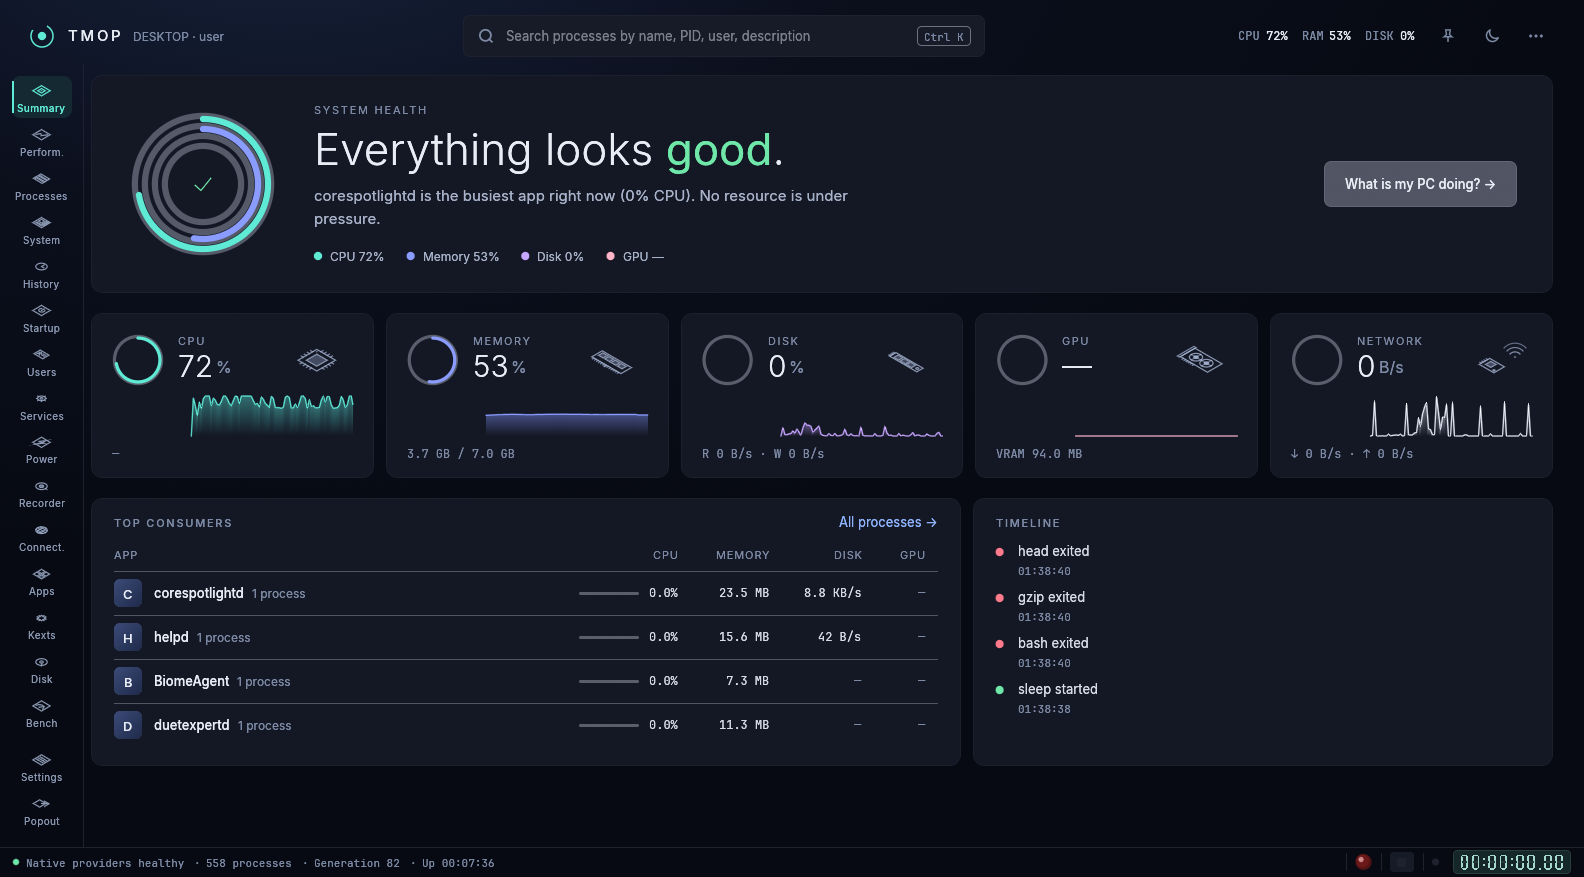 TMOP DESKTOP · user
Search processes by name, PID, user, description Ctrl K
CPU 72% RAM 53% DISK 0%
Summary
Perform.
Processes
System
History
Startup
Users
Services
Power
Recorder
Connect.
Apps
Kexts
Disk
Bench
Settings
Popout
SYSTEM HEALTH
Everything looks good.
corespotlightd is the busiest app right now (0% CPU). No resource is under
pressure.
CPU 72% Memory 53% Disk 0% GPU —
What is my PC doing? →
CPU
72 %
—
MEMORY
53 %
3.7 GB / 7.0 GB
DISK
0 %
R 0 B/s · W 0 B/s
GPU
—
VRAM 94.0 MB
NETWORK
0 B/s
↓ 0 B/s · ↑ 0 B/s
TOP CONSUMERS All processes →
APP CPU MEMORY DISK GPU
C corespotlightd 1 process 0.0% 23.5 MB 8.8 KB/s —
H helpd 1 process 0.0% 15.6 MB 42 B/s —
B BiomeAgent 1 process 0.0% 7.3 MB — —
D duetexpertd 1 process 0.0% 11.3 MB — —
TIMELINE
head exited
01:38:40
gzip exited
01:38:40
bash exited
01:38:40
sleep started
01:38:38
Native providers healthy · 558 processes · Generation 82 · Up 00:07:36
00:00:00.00